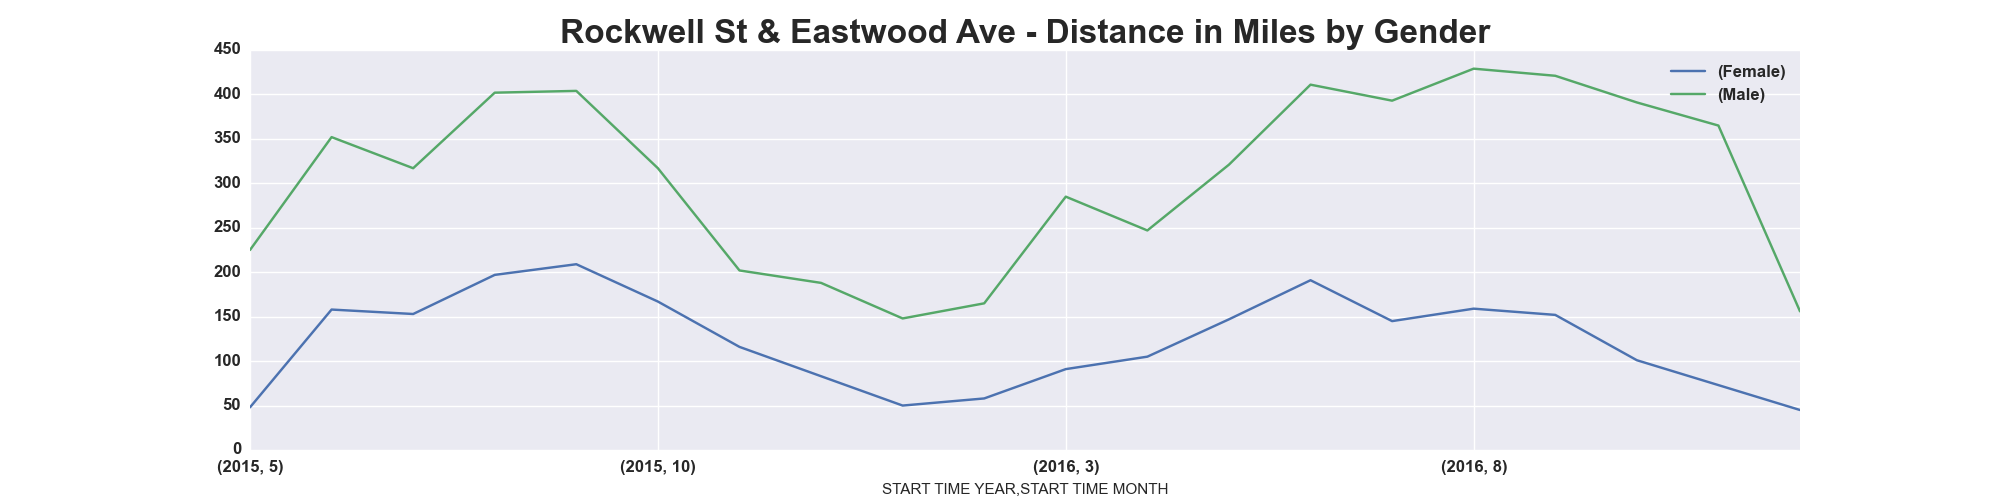 Rockwell St & Eastwood Ave - Distance in Miles by Gender
450
400
350
300
250
200
150
100
50
0
(Female)
(Male)
(2015, 5) (2015, 10) (2016, 3) (2016, 8)
START TIME YEAR,START TIME MONTH